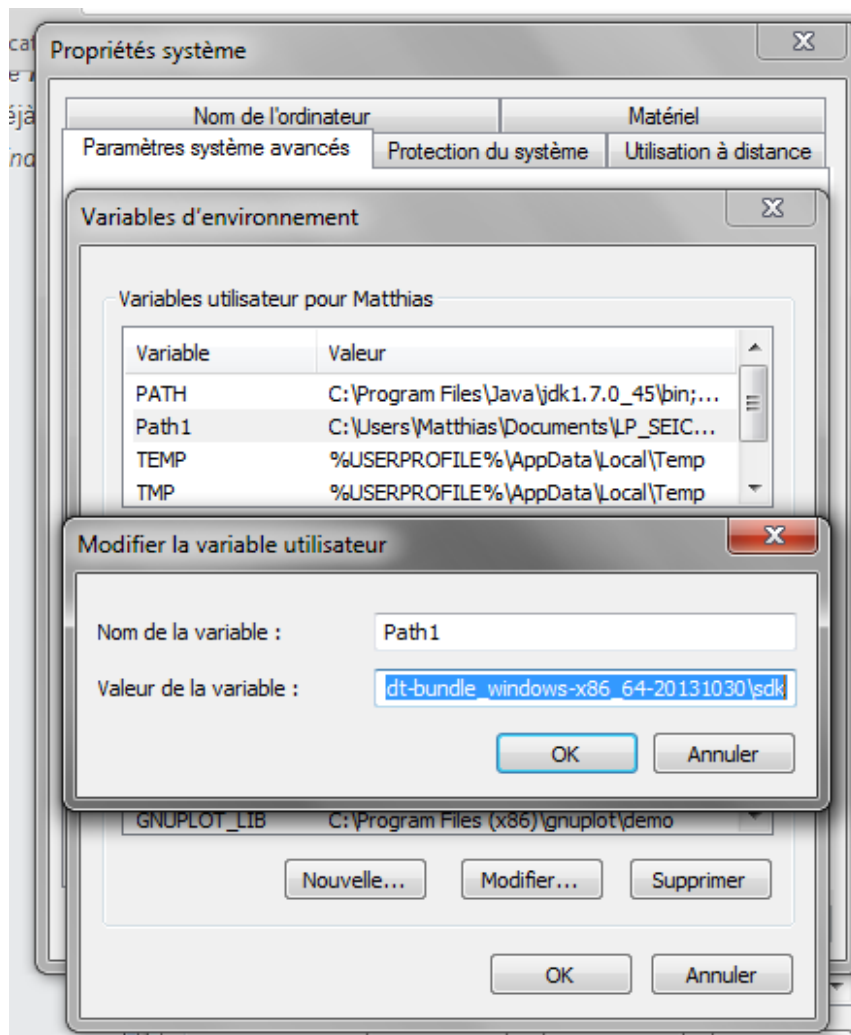 Propriétés système
Nom de l'ordinateur Matériel
Paramètres système avancés Protection du système Utilisation à distance
Variables d'environnement
Variables utilisateur pour Matthias
Variable Valeur
PATH C:\Program Files\Java\jdk1.7.0_45\bin;...
Path1 C:\Users\Matthias\Documents\LP_SEIC...
TEMP %USERPROFILE%\AppData\Local\Temp
TMP %USERPROFILE%\AppData\Local\Temp
Modifier la variable utilisateur
Nom de la variable : Path1
Valeur de la variable : dt-bundle_windows-x86_64-20131030\sdk
OK Annuler
GNUPLOT_LIB C:\Program Files (x86)\gnuplot\demo
Nouvelle... Modifier... Supprimer
OK Annuler